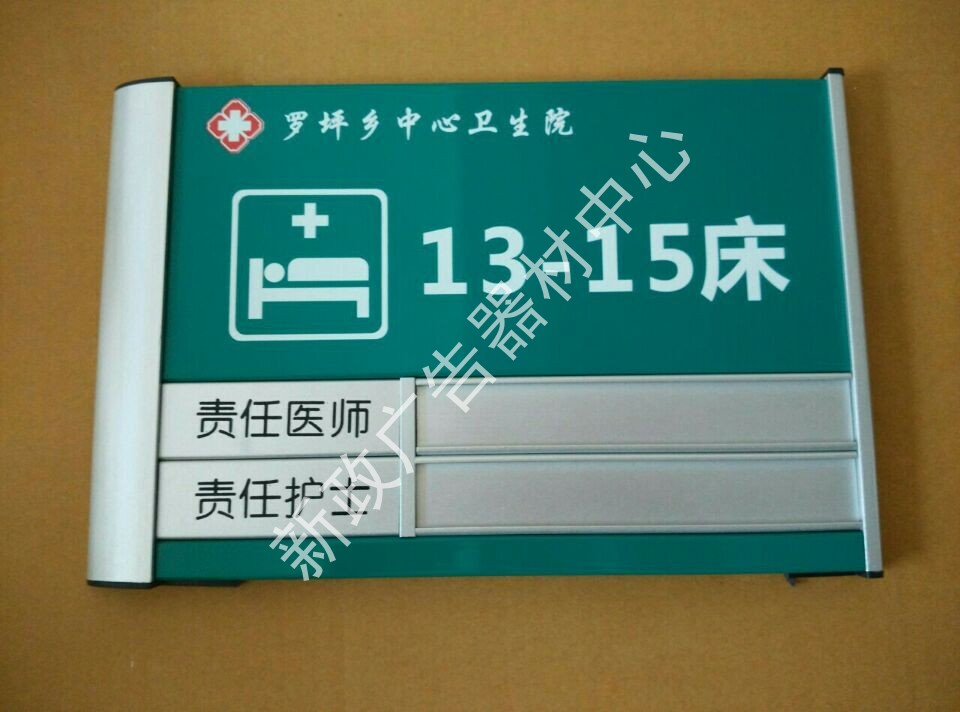 罗坪乡中心卫生院
13-15床
责任医师
责任护士
新政广告器材中心